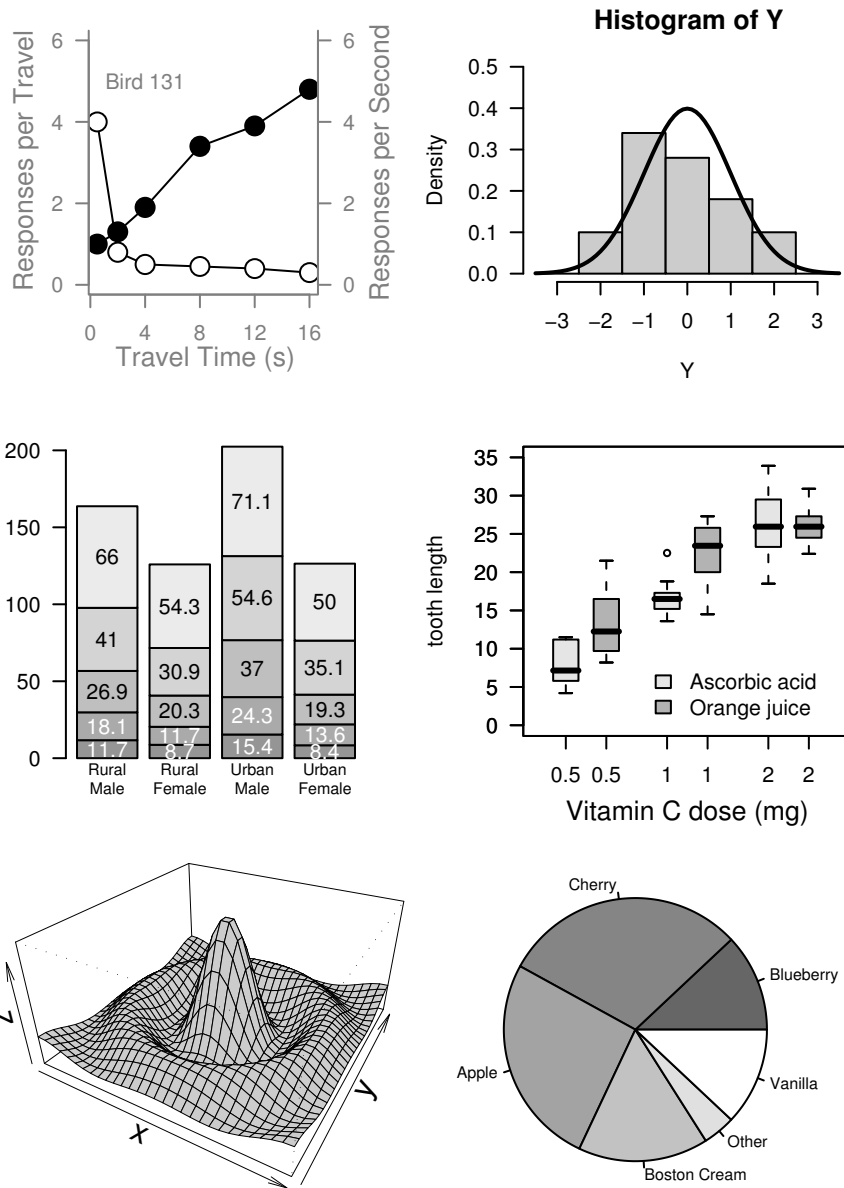 Responses per Travel
6
4
2
0
Bird 131
6
4
2
0
Responses per Second
0 4 8 12 16
Travel Time (s)
Histogram of Y
Density
0.5
0.4
0.3
0.2
0.1
0.0
−3 −2 −1 0 1 2 3
Y
200
150
100
50
0
66
41
26.9
18.1
11.7
54.3
30.9
20.3
11.7
8.7
71.1
54.6
37
24.3
15.4
50
35.1
19.3
13.6
8.4
Rural
Male
Rural
Female
Urban
Male
Urban
Female
tooth length
35
30
25
20
15
10
5
0
Ascorbic acid
Orange juice
0.5 0.5 1 1 2 2
Vitamin C dose (mg)
z
x
y
Cherry
Blueberry
Apple
Vanilla
Other
Boston Cream